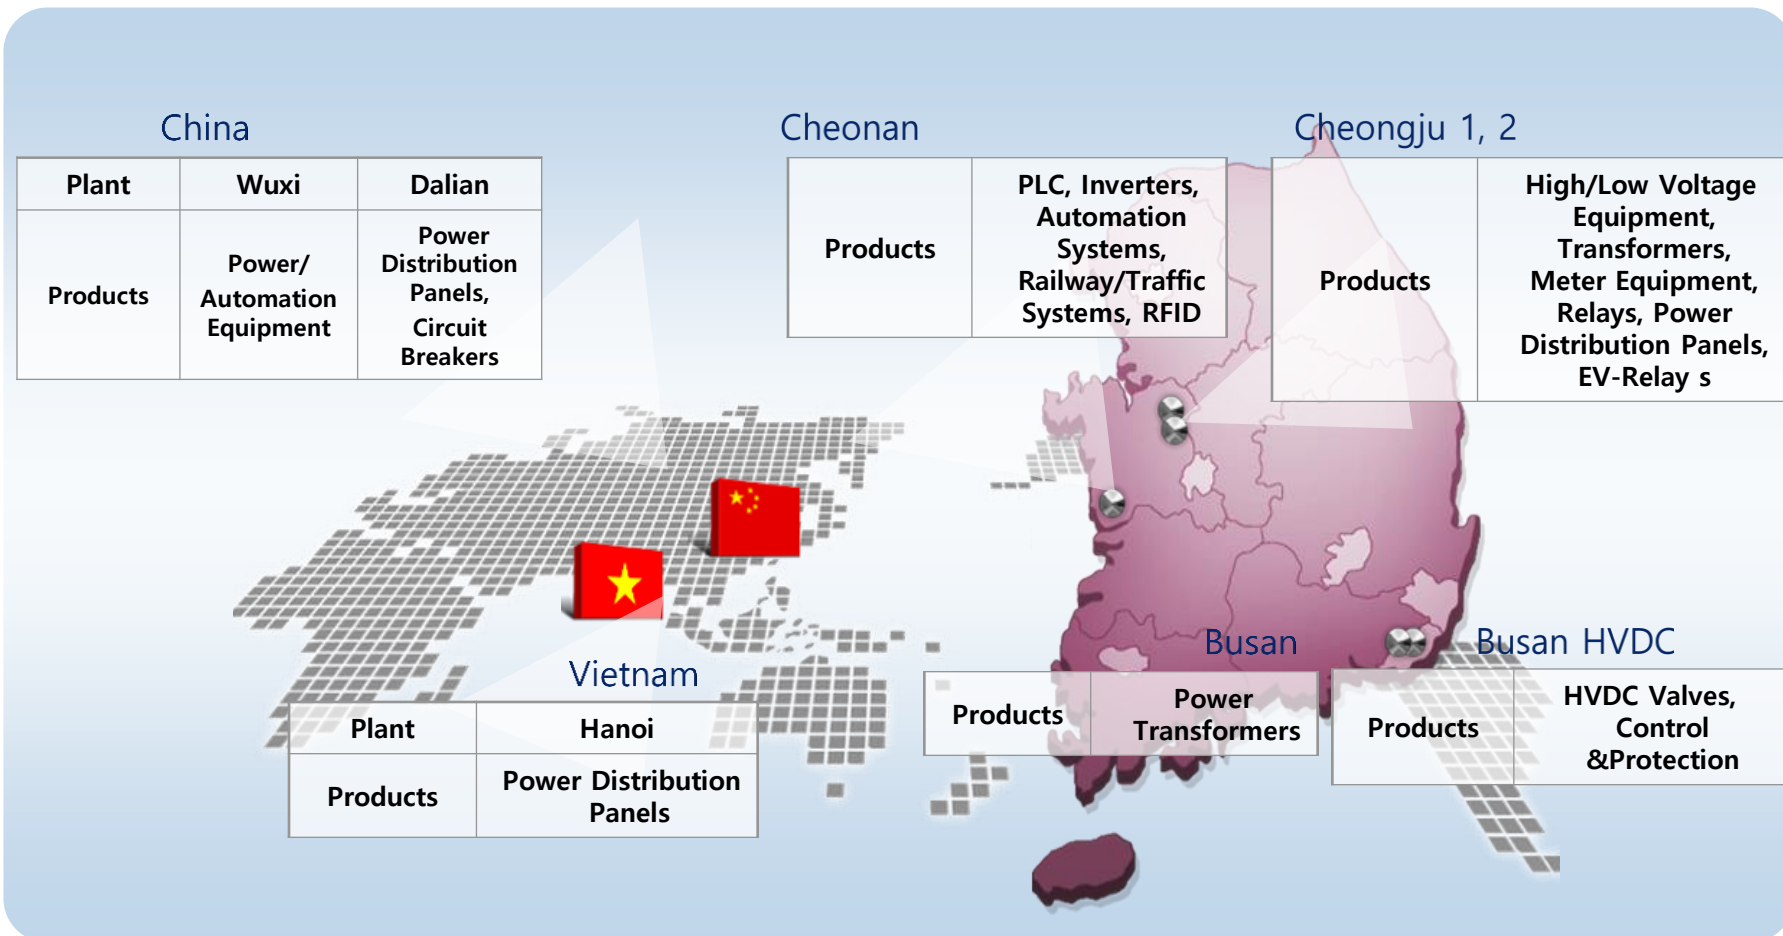 China
Plant
Wuxi
Dalian
Products
Power/
Automation
Equipment
Power
Distribution
Panels,
Circuit
Breakers
Cheonan
Products
PLC, Inverters,
Automation
Systems,
Railway/Traffic
Systems, RFID
Cheongju 1, 2
Products
High/Low Voltage
Equipment,
Transformers,
Meter Equipment,
Relays, Power
Distribution Panels,
EV-Relay s
Vietnam
Plant
Hanoi
Products
Power Distribution
Panels
Busan
Products
Power
Transformers
Busan HVDC
Products
HVDC Valves,
Control
&Protection